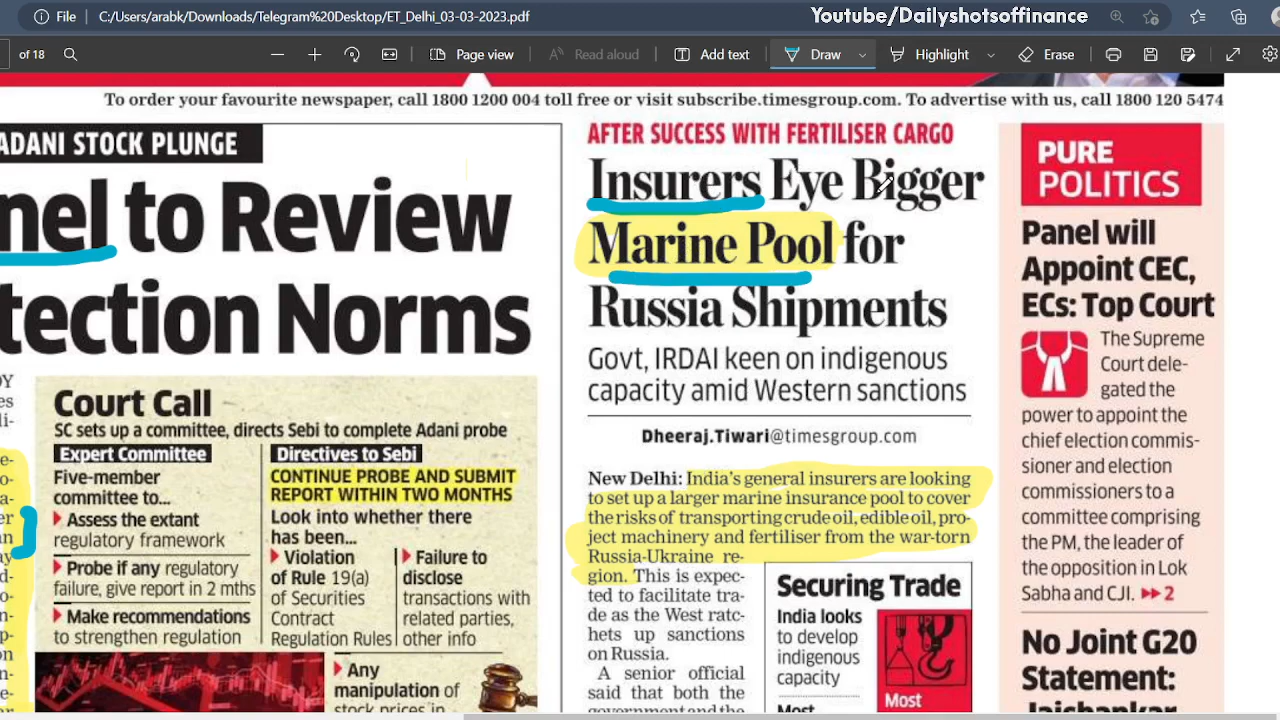 File
C:/Users/arabk/Downloads/Telegram%20Desktop/ET_Delhi_03-03-2023.pdf
Youtube/Dailyshotsoffinance
of 18
Page view
Read aloud
Add text
Draw
Highlight
Erase
To order your favourite newspaper, call 1800 1200 004 toll free or visit subscribe.timesgroup.com. To advertise with us, call 1800 120 5474
ADANI STOCK PLUNGE
nel to Review
tection Norms
Court Call
SC sets up a committee, directs Sebi to complete Adani probe
Expert Committee
Five-member
committee to...
Assess the extant
regulatory framework
Probe if any regulatory
failure, give report in 2 mths
Make recommendations
to strengthen regulation
Directives to Sebi
CONTINUE PROBE AND SUBMIT
REPORT WITHIN TWO MONTHS
Look into whether there
has been...
Violation
of Rule 19(a)
of Securities
Contract
Regulation Rules
Failure to
disclose
transactions with
related parties,
other info
Any
manipulation of
stock prices in
AFTER SUCCESS WITH FERTILISER CARGO
Insurers Eye Bigger
Marine Pool for
Russia Shipments
Govt, IRDAI keen on indigenous
capacity amid Western sanctions
Dheeraj.Tiwari@timesgroup.com
New Delhi: India's general insurers are looking
to set up a larger marine insurance pool to cover
the risks of transporting crude oil, edible oil, pro-
ject machinery and fertiliser from the war-torn
Russia-Ukraine re-
gion. This is expec-
ted to facilitate tra-
de as the West ratc-
hets up sanctions
on Russia.
A senior official
said that both the
government and the
Securing Trade
India looks
to develop
indigenous
capacity
Most
Most
PURE
POLITICS
Panel will
Appoint CEC,
ECs: Top Court
The Supreme
Court dele-
gated the
power to appoint the
chief election commis-
sioner and election
commissioners to a
committee comprising
the PM, the leader of
the opposition in Lok
Sabha and CJI. 2
No Joint G20
Statement:
Jaishankar